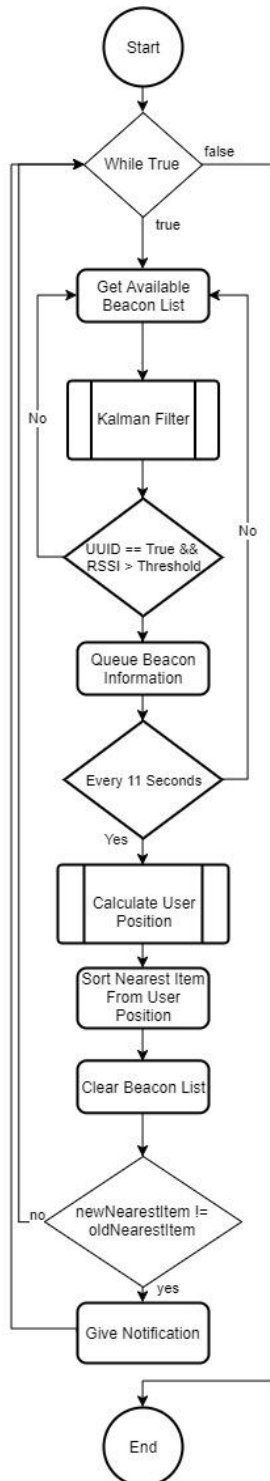 Start
While True
false
true
Get Available
Beacon List
No
Kalman Filter
No
UUID == True &&
RSSI > Threshold
Queue Beacon
Information
Every 11 Seconds
Yes
Calculate User
Position
Sort Nearest Item
From User
Position
Clear Beacon List
newNearestItem !=
oldNearestItem
no
yes
Give Notification
End